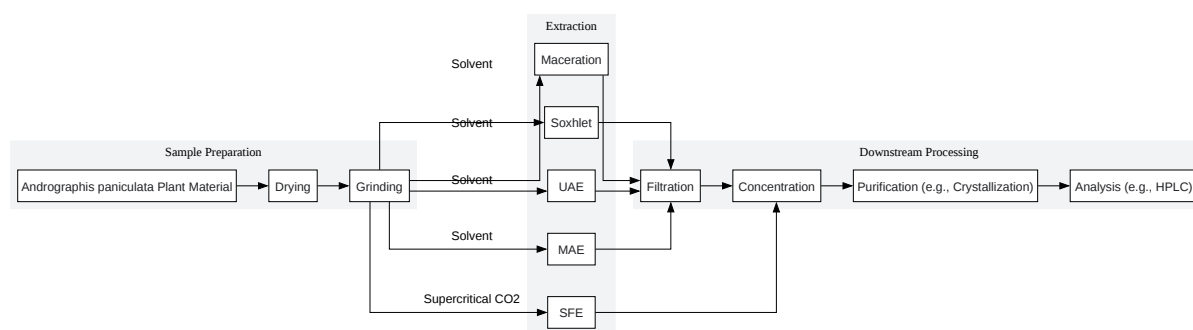 Extraction
Solvent
Maceration
Solvent
Soxhlet
Sample Preparation
Downstream Processing
Andrographis paniculata Plant Material
Drying
Grinding
Solvent
UAE
Filtration
Concentration
Purification (e.g., Crystallization)
Analysis (e.g., HPLC)
Solvent
MAE
Supercritical CO2
SFE